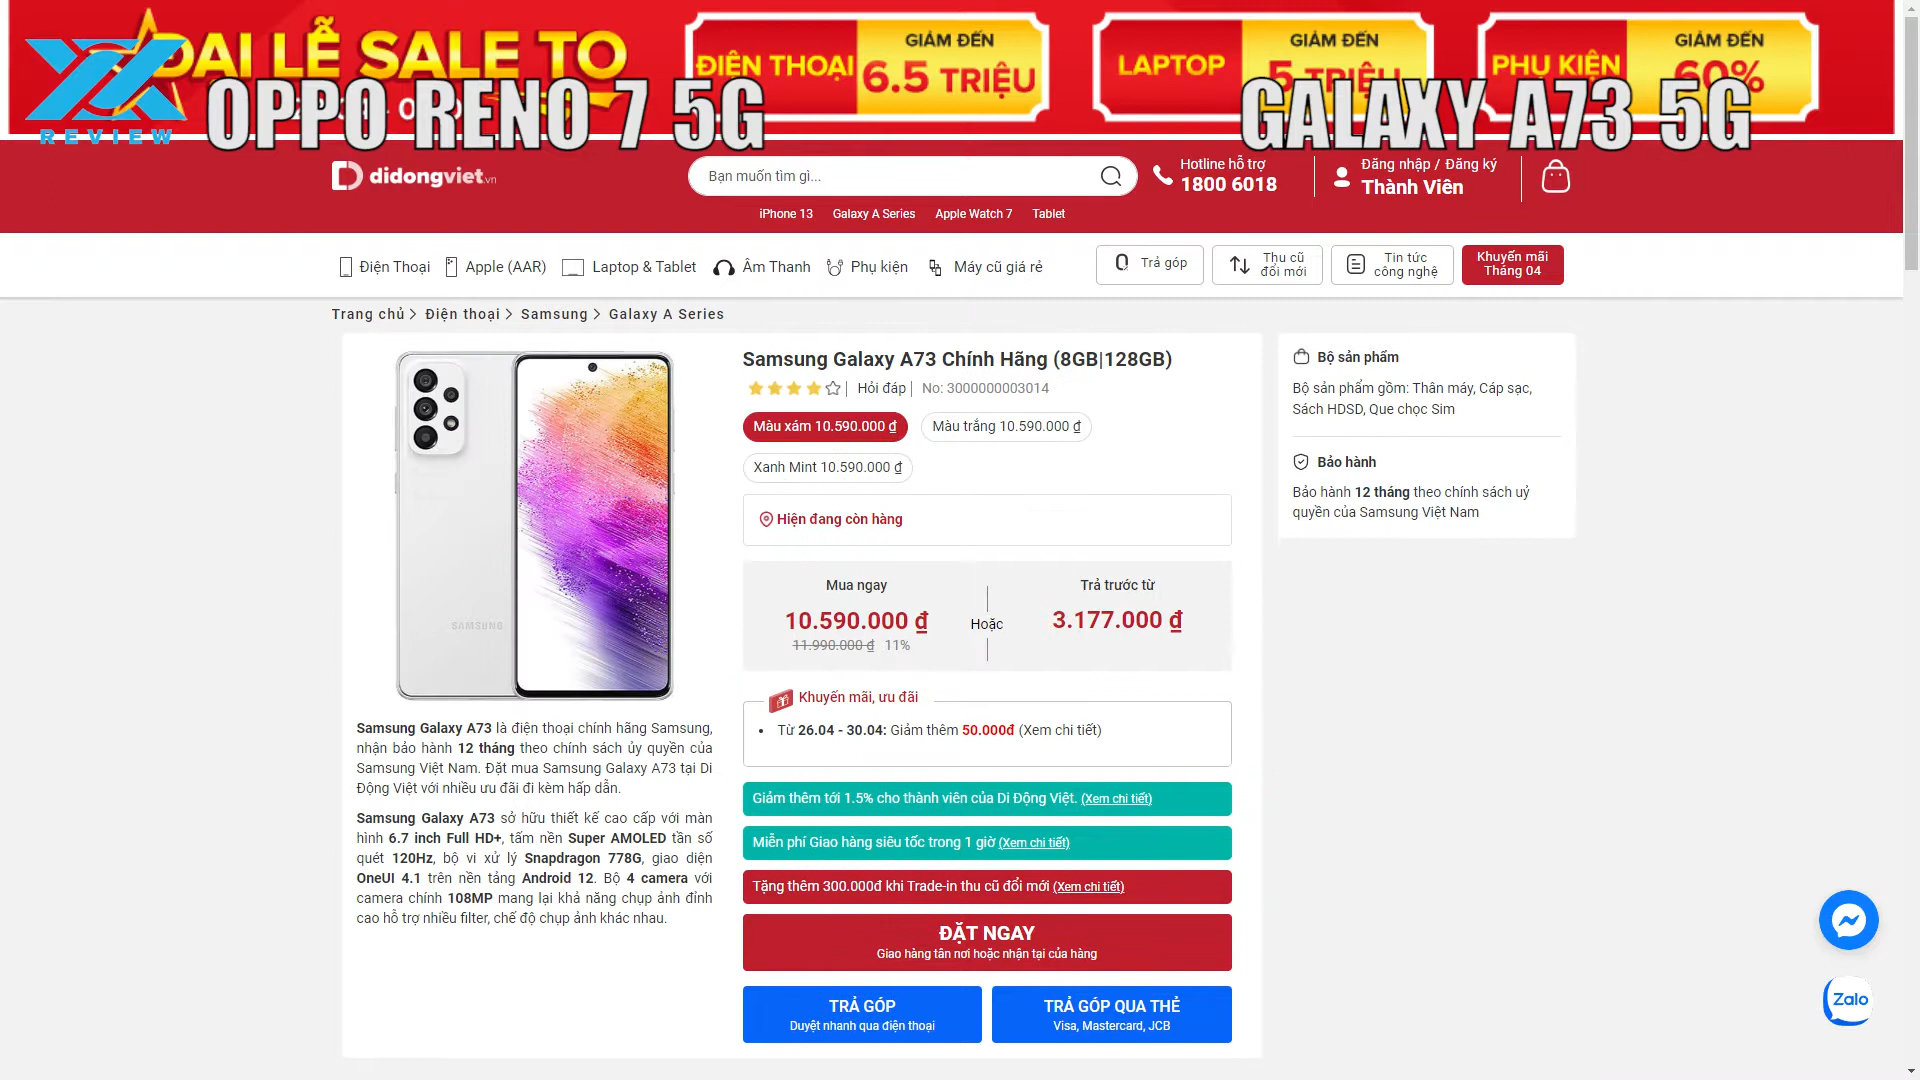 ĐẠI LỄ SALE TO
ĐIỆN THOẠI
GIẢM ĐẾN
6.5 TRIỆU
LAPTOP
GIẢM ĐẾN
5 TRIỆU
PHỤ KIỆN
GIẢM ĐẾN
60%
REVIEW
OPPO RENO 7 5G
GALAXY A73 5G
didongviet.vn
Bạn muốn tìm gì...
Hotline hỗ trợ
1800 6018
Đăng nhập / Đăng ký
Thành Viên
iPhone 13 Galaxy A Series Apple Watch 7 Tablet
Điện Thoại Apple (AAR) Laptop & Tablet Âm Thanh Phụ kiện Máy cũ giá rẻ
Trả góp
Thu cũ
đổi mới
Tin tức
công nghệ
Khuyến mãi
Tháng 04
Trang chủ > Điện thoại > Samsung > Galaxy A Series
SAMSUNG
Samsung Galaxy A73 là điện thoại chính hãng Samsung,
nhận bảo hành 12 tháng theo chính sách ủy quyền của
Samsung Việt Nam. Đặt mua Samsung Galaxy A73 tại Di
Động Việt với nhiều ưu đãi đi kèm hấp dẫn.
Samsung Galaxy A73 sở hữu thiết kế cao cấp với màn
hình 6.7 inch Full HD+, tấm nền Super AMOLED tần số
quét 120Hz, bộ vi xử lý Snapdragon 778G, giao diện
OneUI 4.1 trên nền tảng Android 12. Bộ 4 camera với
camera chính 108MP mang lại khả năng chụp ảnh đỉnh
cao hỗ trợ nhiều filter, chế độ chụp ảnh khác nhau.
Samsung Galaxy A73 Chính Hãng (8GB|128GB)
| Hỏi đáp | No: 3000000003014
Màu xám 10.590.000 ₫
Màu trắng 10.590.000 ₫
Xanh Mint 10.590.000 ₫
Hiện đang còn hàng
Mua ngay
10.590.000 ₫
11.990.000 ₫ 11%
Hoặc
Trả trước từ
3.177.000 ₫
Khuyến mãi, ưu đãi
• Từ 26.04 - 30.04: Giảm thêm 50.000đ (Xem chi tiết)
Giảm thêm tới 1.5% cho thành viên của Di Động Việt. (Xem chi tiết)
Miễn phí Giao hàng siêu tốc trong 1 giờ (Xem chi tiết)
Tặng thêm 300.000đ khi Trade-in thu cũ đổi mới (Xem chi tiết)
ĐẶT NGAY
Giao hàng tân nơi hoặc nhận tại của hàng
TRẢ GÓP
Duyệt nhanh qua điện thoại
TRẢ GÓP QUA THẺ
Visa, Mastercard, JCB
Bộ sản phẩm
Bộ sản phẩm gồm: Thân máy, Cáp sạc,
Sách HDSD, Que chọc Sim
Bảo hành
Bảo hành 12 tháng theo chính sách uỷ
quyền của Samsung Việt Nam
Zalo